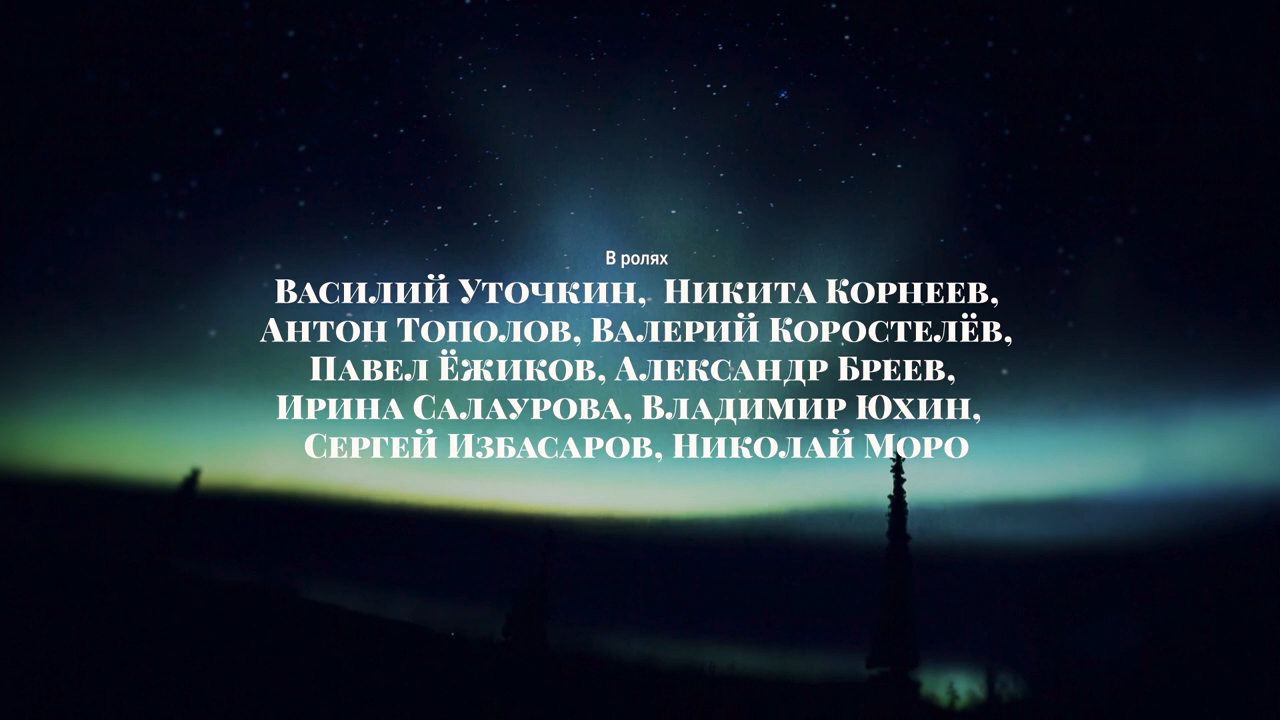 В ролях
Василий Уточкин, Никита Корнеев,
Антон Тополов, Валерий Коростелёв,
Павел Ёжиков, Александр Бреев,
Ирина Салаурова, Владимир Юхин,
Сергей Избасаров, Николай Моро